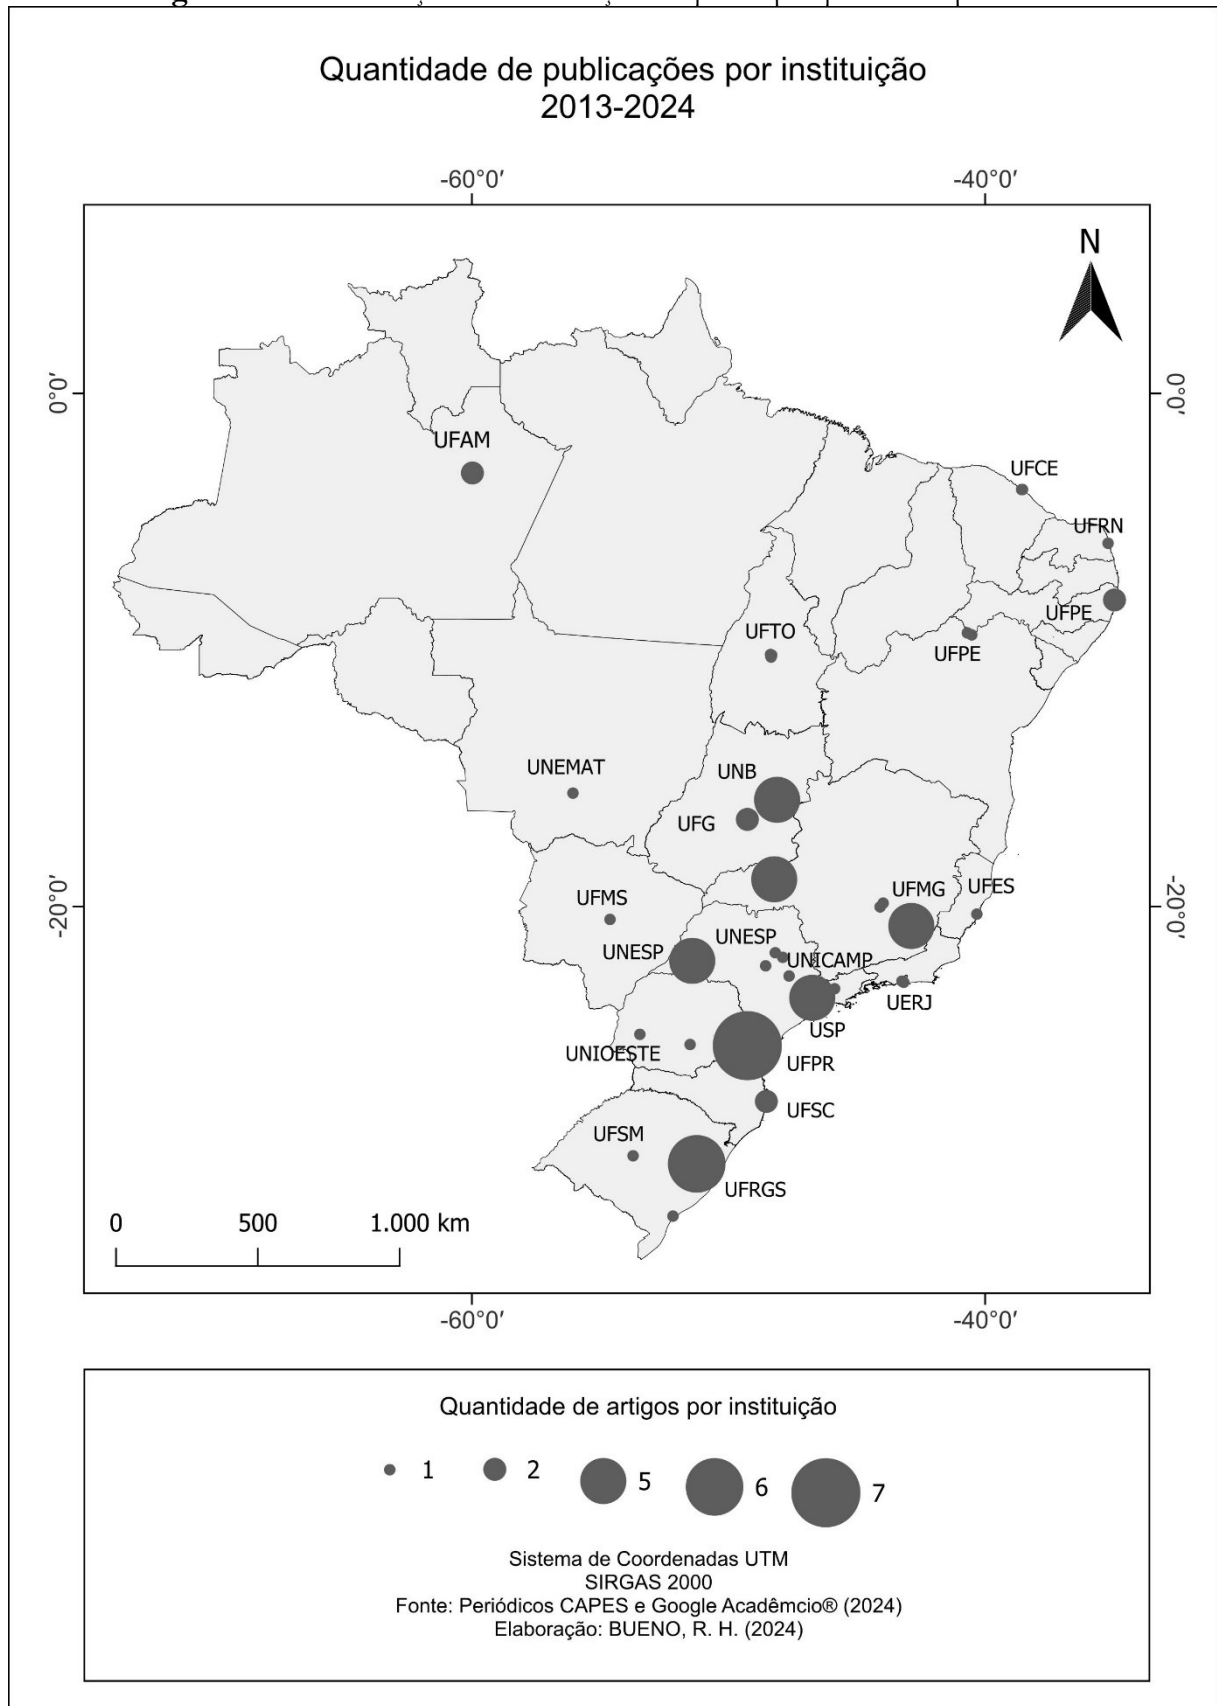 Quantidade de publicações por instituição
2013-2024
-60°0′ -40°0′
N
0°0′ 0°0′
UFAM
UFCE
UFRN
UFPE
UFTO
UFPE
UNEMAT
UNB
UFG
-20°0′ -20°0′
UFMS
UFMG
UFES
UNESP
UNESP
UNICAMP
UERJ
USP
UNIOESTE
UFPR
UFSC
UFSM
UFRGS
0 500 1.000 km
-60°0′ -40°0′
Quantidade de artigos por instituição
1 2 5 6 7
Sistema de Coordenadas UTM
SIRGAS 2000
Fonte: Periódicos CAPES e Google Acadêmcio® (2024)
Elaboração: BUENO, R. H. (2024)